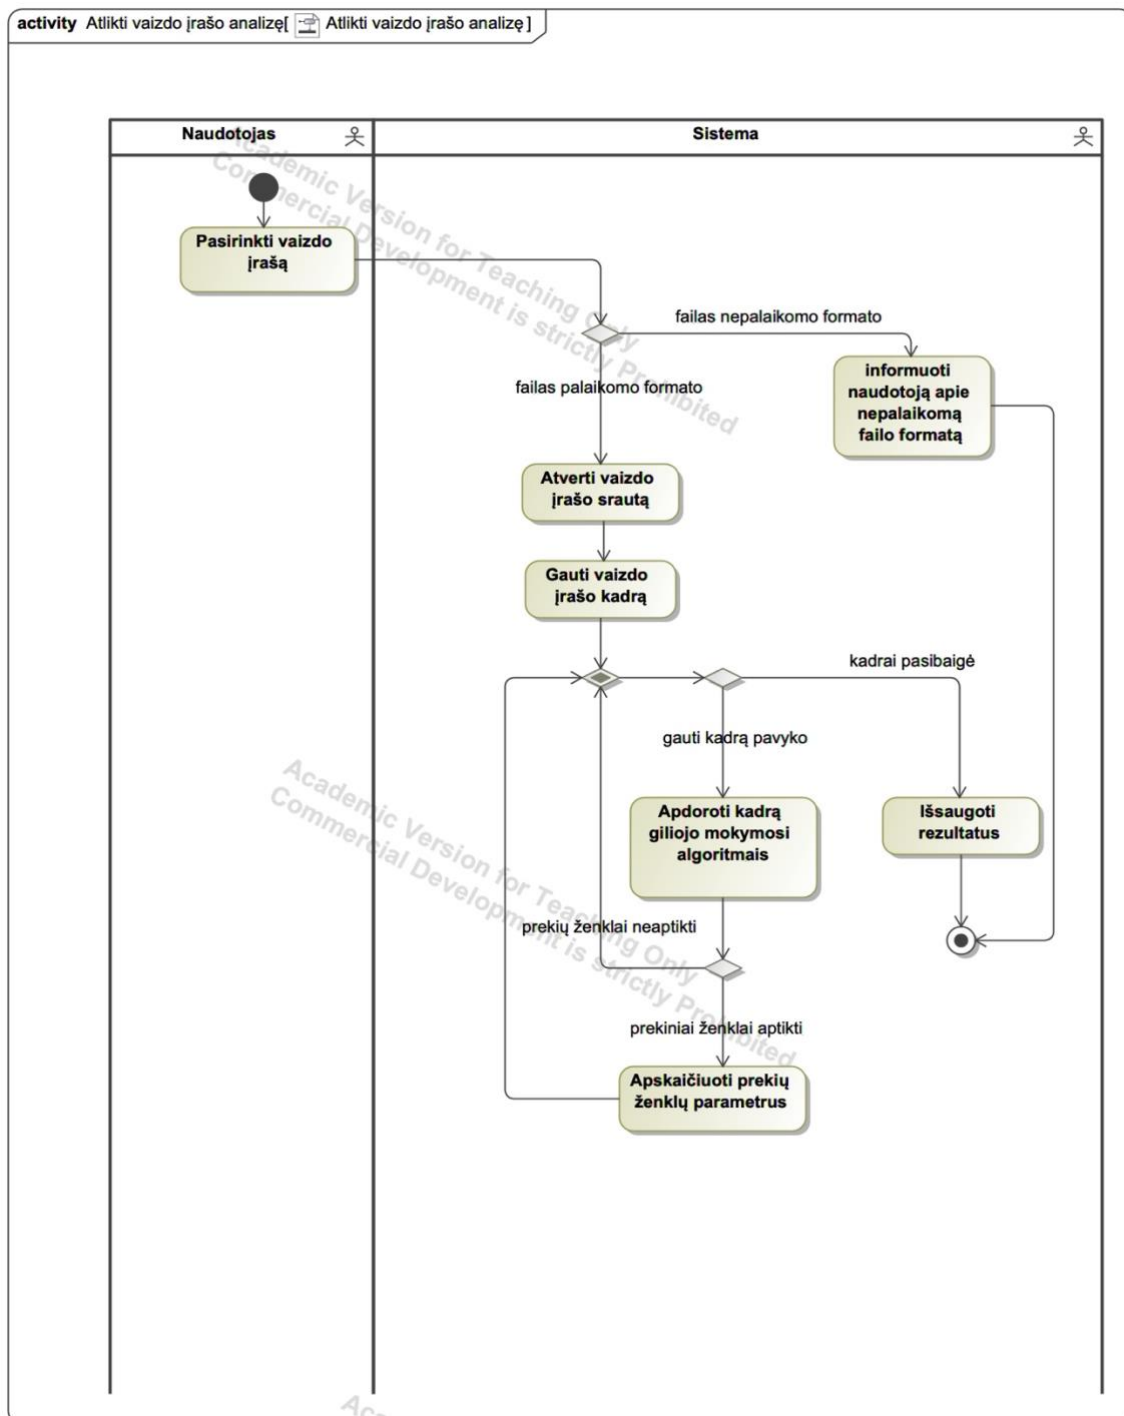 activity Atlikti vaizdo įrašo analizę[ Atlikti vaizdo įrašo analizę ]
Naudotojas
Sistema
Academic Version for Teaching Only
Commercial Development is strictly Prohibited
Pasirinkti vaizdo
įrašą
failas nepalaikomo formato
informuoti
naudotoją apie
nepalaikomą
failo formatą
failas palaikomo formato
Atverti vaizdo
įrašo srautą
Gauti vaizdo
įrašo kadrą
kadrai pasibaigė
gauti kadrą pavyko
Academic Version for Teaching Only
Commercial Development is strictly Prohibited
Apdoroti kadrą
giliojo mokymosi
algoritmais
Išsaugoti
rezultatus
prekių ženklai neaptikti
prekiniai ženklai aptikti
Apskaičiuoti prekių
ženklų parametrus